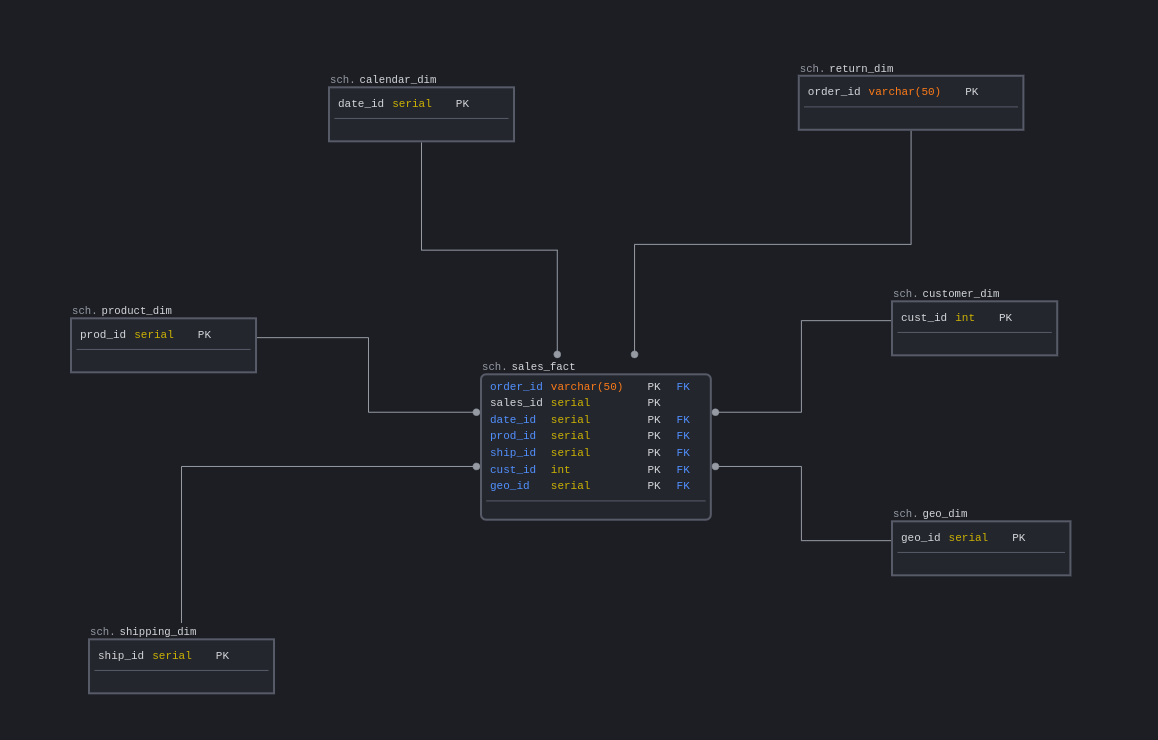 sch. return_dim
order_id varchar(50) PK
sch. calendar_dim
date_id serial PK
sch. customer_dim
cust_id int PK
sch. product_dim
prod_id serial PK
sch. sales_fact
order_id varchar(50) PK FK
sales_id serial PK
date_id serial PK FK
prod_id serial PK FK
ship_id serial PK FK
cust_id int PK FK
geo_id serial PK FK
sch. geo_dim
geo_id serial PK
sch. shipping_dim
ship_id serial PK